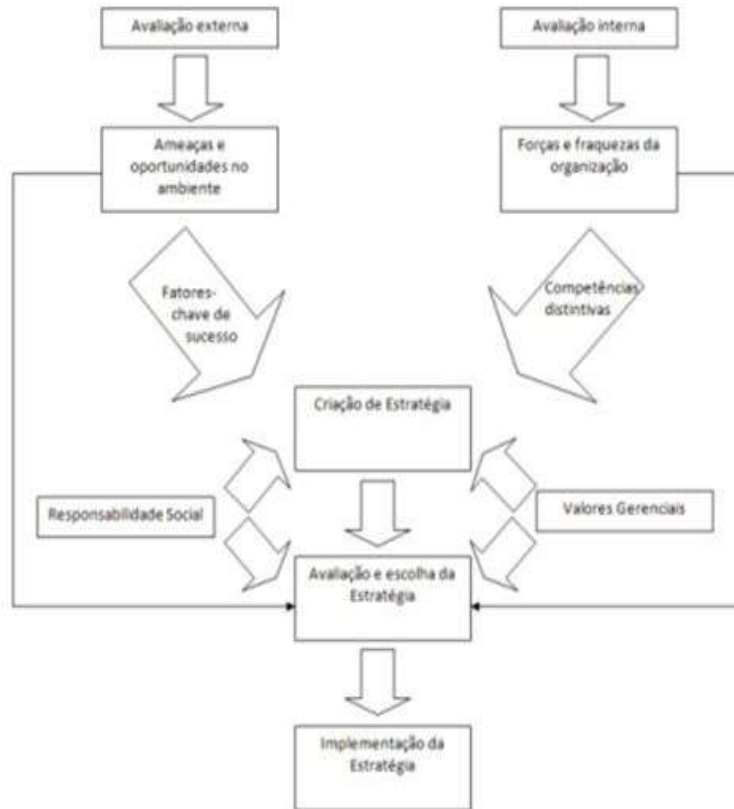 Avaliação externa
Avaliação interna
Ameaças e
oportunidades no
ambiente
Forças e fraquezas da
organização
Fatores-
chave de
sucesso
Competências
distintivas
Criação de Estratégia
Responsabilidade Social
Valores Gerenciais
Avaliação e escolha da
Estratégia
Implementação da
Estratégia